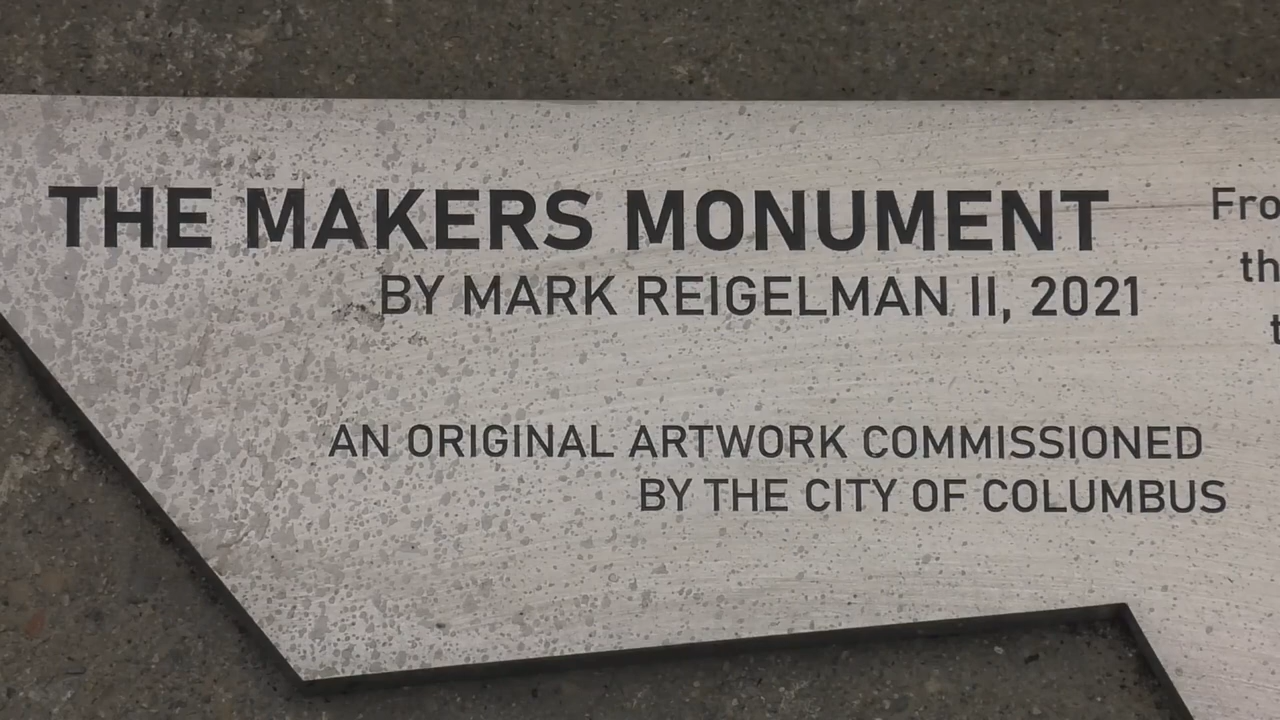 THE MAKERS MONUMENT
BY MARK REIGELMAN II, 2021
AN ORIGINAL ARTWORK COMMISSIONED
BY THE CITY OF COLUMBUS